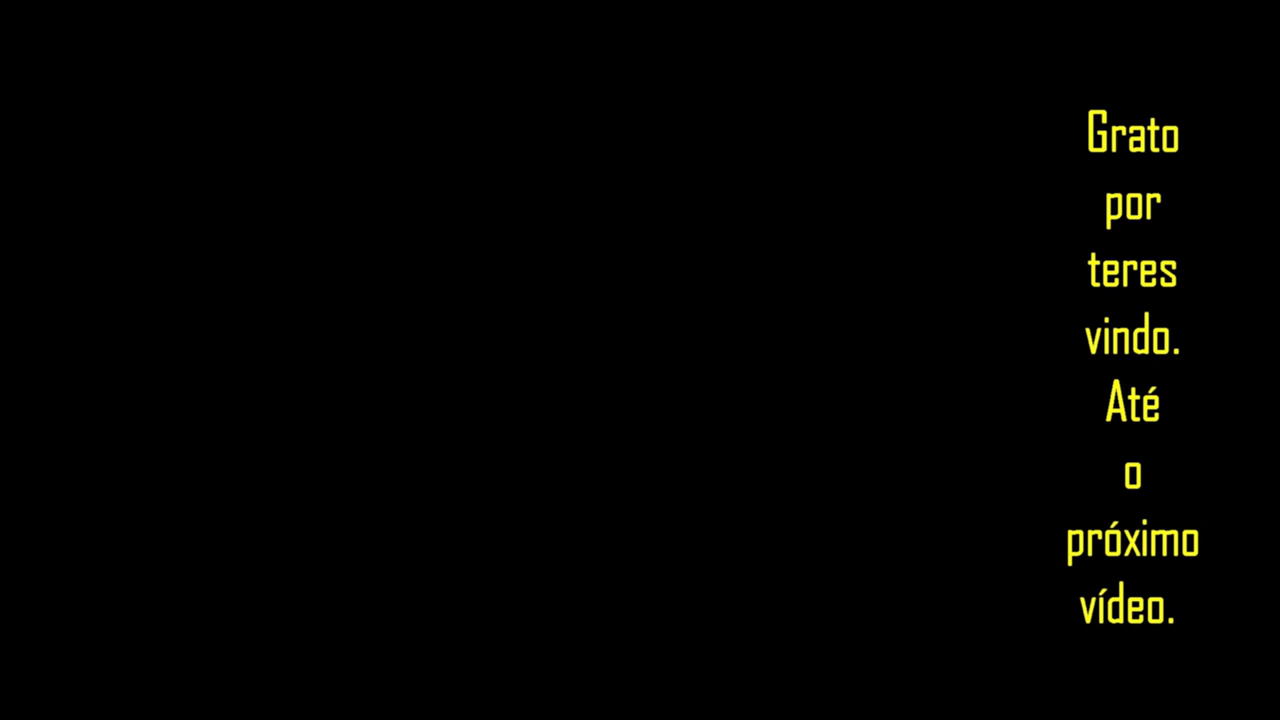 Grato
por
teres
vindo.
Até
o
próximo
vídeo.